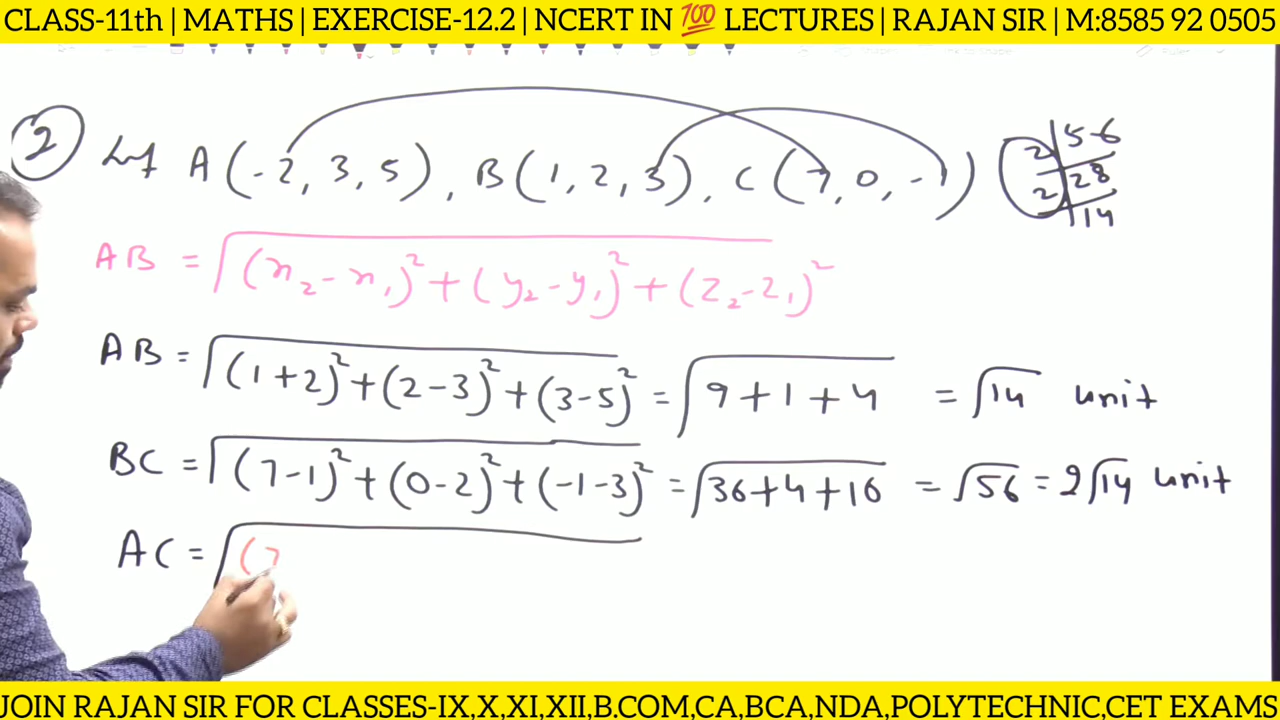 CLASS-11th | MATHS | EXERCISE-12.2 | NCERT IN 💯 LECTURES | RAJAN SIR | M:8585 92 0505
② Let A(-2, 3, 5), B(1, 2, 3), C(7, 0, -1)
2 | 56
2 | 28
14
AB = √((x₂-x₁)² + (y₂-y₁)² + (z₂-z₁)²)
AB = √((1+2)² + (2-3)² + (3-5)²) = √(9+1+4) = √14 unit
BC = √((7-1)² + (0-2)² + (-1-3)²) = √(36+4+16) = √56 = 2√14 unit
AC = √(7
JOIN RAJAN SIR FOR CLASSES-IX,X,XI,XII,B.COM,CA,BCA,NDA,POLYTECHNIC,CET EXAMS